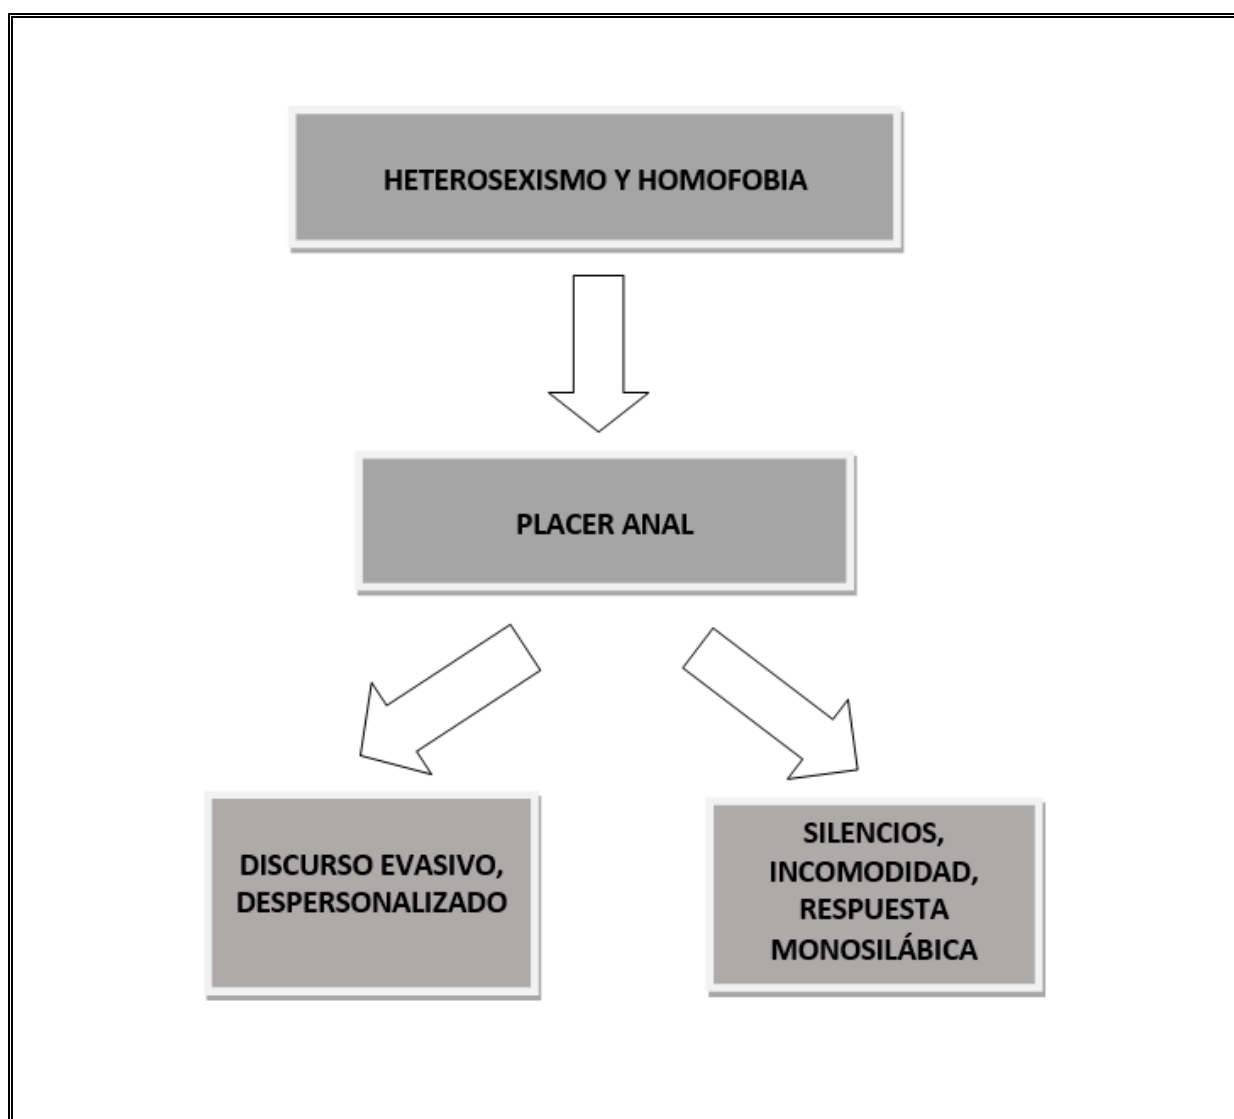 HETEROSEXISMO Y HOMOFOBIA
PLACER ANAL
DISCURSO EVASIVO,
DESPERSONALIZADO
SILENCIOS,
INCOMODIDAD,
RESPUESTA
MONOSILÁBICA